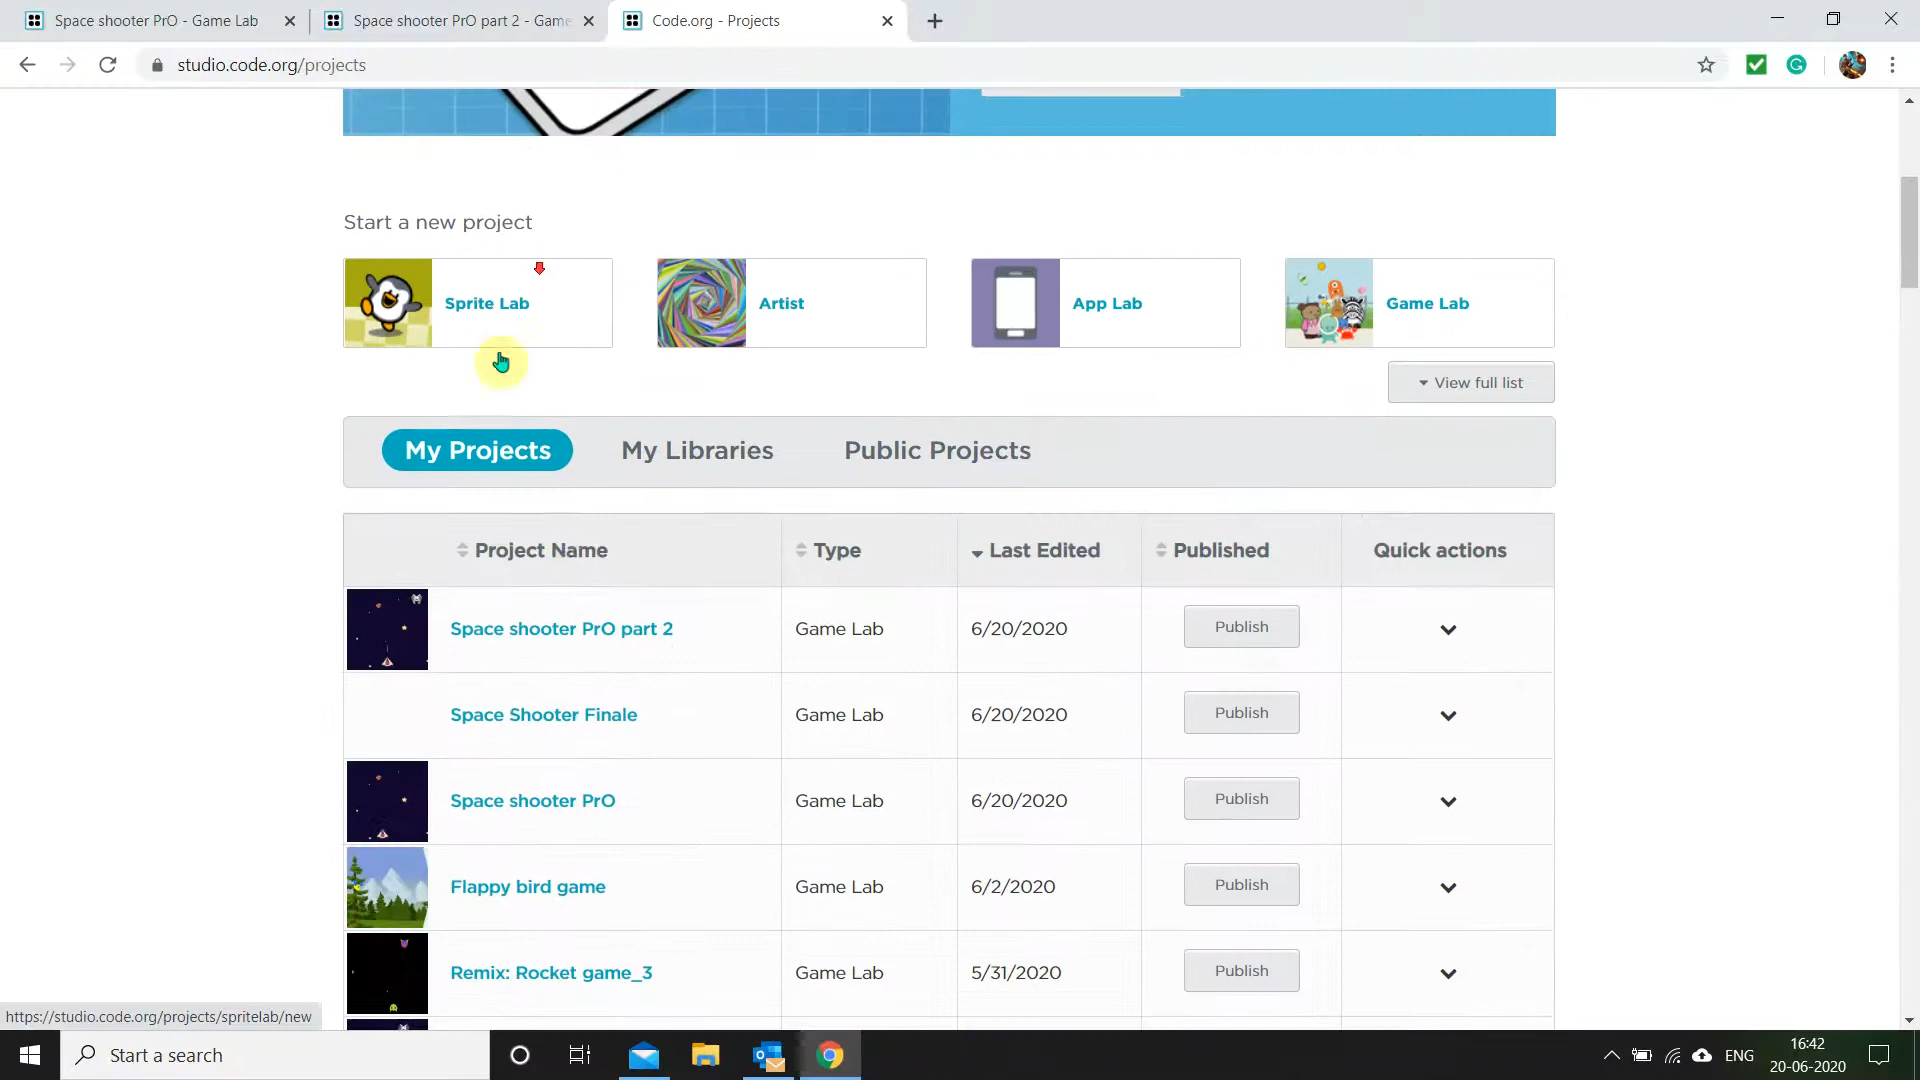 Space shooter PrO - Game Lab
Space shooter PrO part 2 - Game
Code.org - Projects
studio.code.org/projects
Start a new project
Sprite Lab
Artist
App Lab
Game Lab
View full list
My Projects
My Libraries
Public Projects
Project Name
Type
Last Edited
Published
Quick actions
Space shooter PrO part 2
Game Lab
6/20/2020
Publish
Space Shooter Finale
Game Lab
6/20/2020
Publish
Space shooter PrO
Game Lab
6/20/2020
Publish
Flappy bird game
Game Lab
6/2/2020
Publish
Remix: Rocket game_3
Game Lab
5/31/2020
Publish
https://studio.code.org/projects/spritelab/new
Start a search
ENG
16:42
20-06-2020